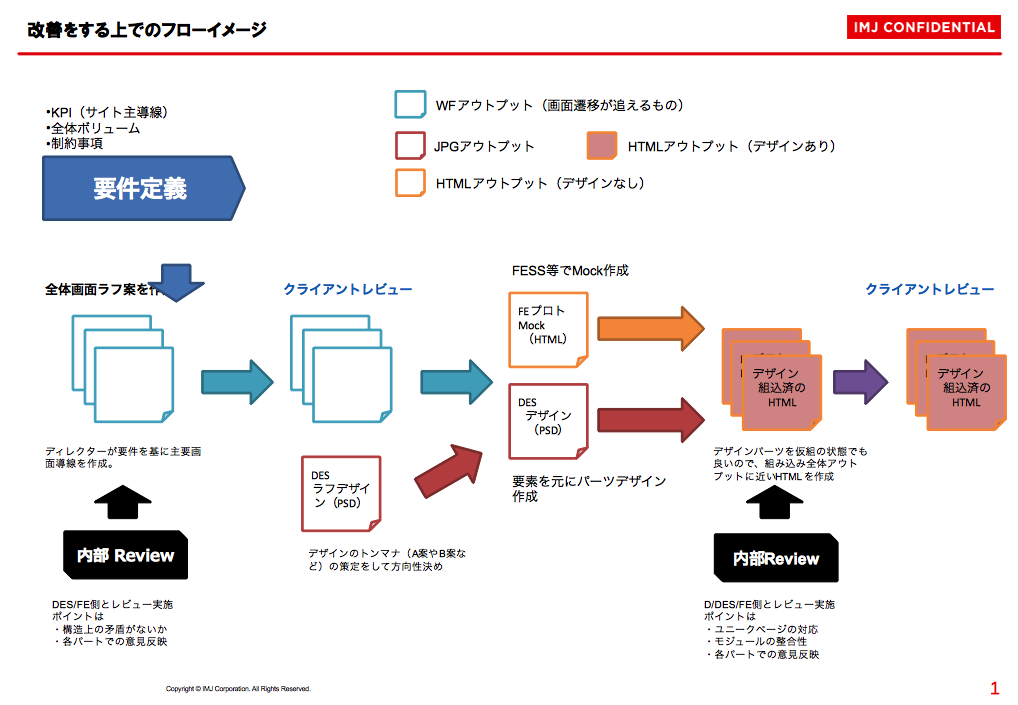 改善をする上でのフローイメージ
IMJ CONFIDENTIAL
•KPI（サイト主導線）
•全体ボリューム
•制約事項
要件定義
WFアウトプット（画面遷移が追えるもの）
JPGアウトプット
HTMLアウトプット（デザインあり）
HTMLアウトプット（デザインなし）
全体画面ラフ案を作
クライアントレビュー
FESS等でMock作成
クライアントレビュー
FEプロト
Mock
（HTML）
DES
デザイン
（PSD）
要素を元にパーツデザイン
作成
DES
ラフデザイ
ン（PSD）
デザインのトンマナ（A案やB案な
ど）の策定をして方向性決め
デザイン
組込済の
HTML
デザイン
組込済の
HTML
ディレクターが要件を基に主要画
面導線を作成。
デザインパーツを仮組の状態でも
良いので、組み込み全体アウト
プットに近いHTMLを作成
内部 Review
DES/FE側とレビュー実施
ポイントは
・構造上の矛盾がないか
・各パートでの意見反映
内部Review
D/DES/FE側とレビュー実施
ポイントは
・ユニークページの対応
・モジュールの整合性
・各パートでの意見反映
Copyright © IMJ Corporation. All Rights Reserved.
1